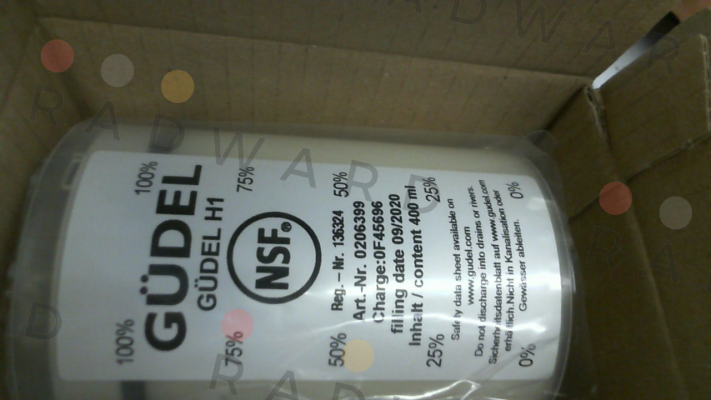 100% 100%
GÜDEL
GÜDEL H1
75% 75%
NSF®
Reg. – Nr. 136324
50% 50%
Art.-Nr. 0206399
Charge:0F45696
filling date 09/2020
Inhalt / content 400 ml
25% 25%
Safety data sheet available on
www.gudel.com
Do not discharge into drains or rivers.
Sicherheitsdatenblatt auf www.gudel.com
erhältlich.Nicht in Kanalisation oder
Gewässer ableiten.
0% 0%
RADWARD